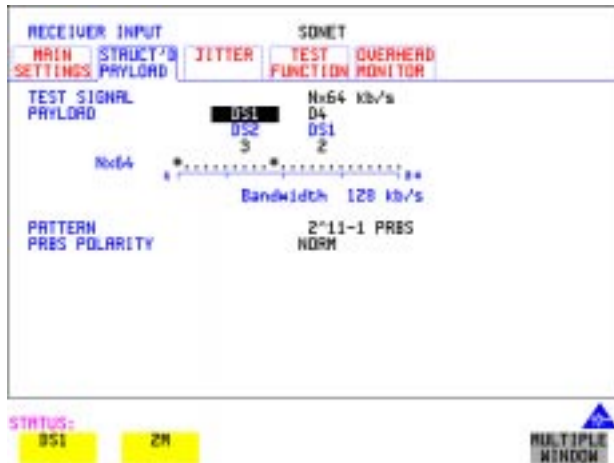 RECEIVER INPUT SONET
MAIN SETTINGS STRUCT'D PAYLOAD JITTER TEST FUNCTION OVERHEAD MONITOR
TEST SIGNAL Nx64 kb/s
PAYLOAD DS1 D4
DS2 DS1
3 2
Nx64
Bandwidth 128 kb/s
PATTERN 2^11-1 PRBS
PRBS POLARITY NORM
STATUS:
DS1 2M
MULTIPLE
WINDOW